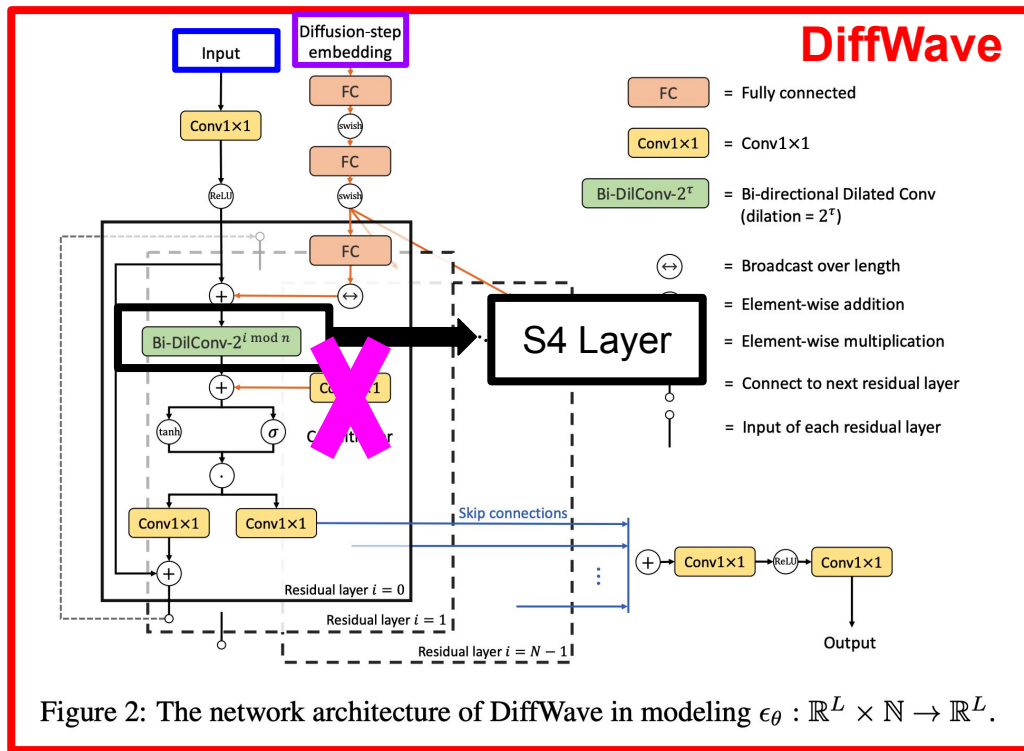 DiffWave
Input
Diffusion-step
embedding
FC
swish
FC
swish
FC
Conv1×1
ReLU
+
↔
Bi-DilConv-2^{i mod n}
+
tanh
σ
·
Conv1×1
Conv1×1
+
Residual layer i = 0
Residual layer i = 1
Residual layer i = N − 1
S4 Layer
FC = Fully connected
Conv1×1 = Conv1×1
Bi-DilConv-2^τ = Bi-directional Dilated Conv
(dilation = 2^τ)
↔ = Broadcast over length
= Element-wise addition
= Element-wise multiplication
= Connect to next residual layer
= Input of each residual layer
Skip connections
⋮
+
Conv1×1
ReLU
Conv1×1
Output
Figure 2: The network architecture of DiffWave in modeling ϵ_θ : ℝ^L × ℕ → ℝ^L.